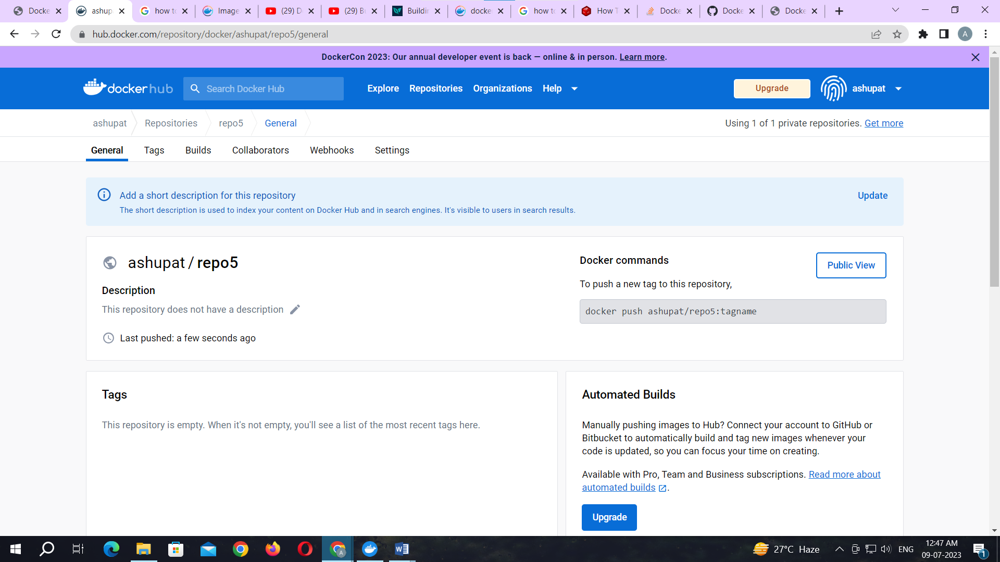 Docke
ashup
how to
Image
(29) D
(29) Bu
Buildin
docker
how to
How T
Docke
Docke
Docke
hub.docker.com/repository/docker/ashupat/repo5/general
A
DockerCon 2023: Our annual developer event is back — online & in person. Learn more.
docker hub
Search Docker Hub
Explore Repositories Organizations Help
Upgrade
ashupat
ashupat Repositories repo5 General
Using 1 of 1 private repositories. Get more
General Tags Builds Collaborators Webhooks Settings
Add a short description for this repository
Update
The short description is used to index your content on Docker Hub and in search engines. It's visible to users in search results.
ashupat / repo5
Description
This repository does not have a description
Last pushed: a few seconds ago
Docker commands
Public View
To push a new tag to this repository,
docker push ashupat/repo5:tagname
Tags
This repository is empty. When it's not empty, you'll see a list of the most recent tags here.
Automated Builds
Manually pushing images to Hub? Connect your account to GitHub or
Bitbucket to automatically build and tag new images whenever your
code is updated, so you can focus your time on creating.
Available with Pro, Team and Business subscriptions. Read more about
automated builds .
Upgrade
27°C Haze
ENG
12:47 AM
09-07-2023
1